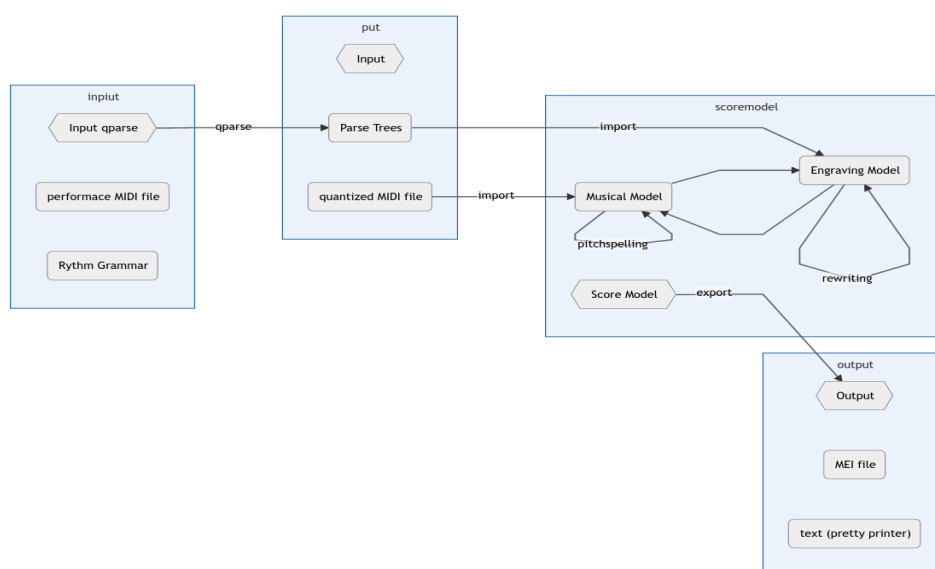 inpiut
Input qparse
performace MIDI file
Rythm Grammar
qparse
put
Input
Parse Trees
quantized MIDI file
import
import
scoremodel
Engraving Model
Musical Model
pitchspelling
rewriting
Score Model
export
output
Output
MEI file
text (pretty printer)